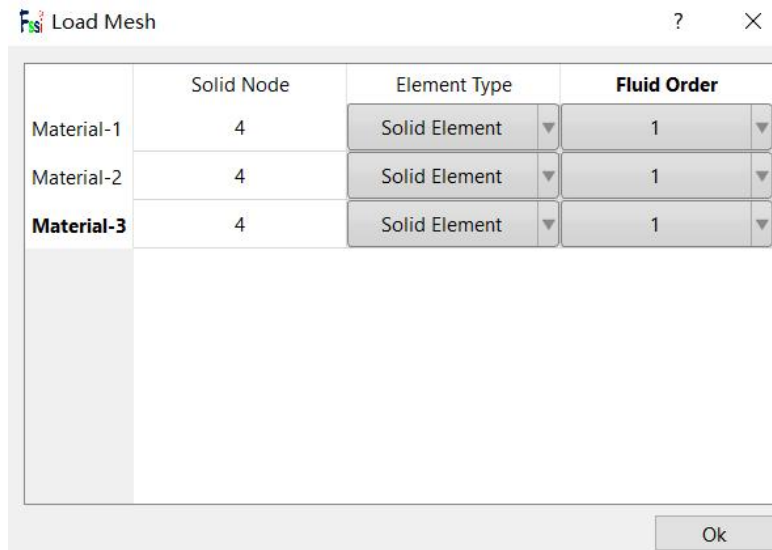 Fssi Load Mesh ?
Solid Node Element Type Fluid Order
Material-1 4 Solid Element 1
Material-2 4 Solid Element 1
Material-3 4 Solid Element 1
Ok